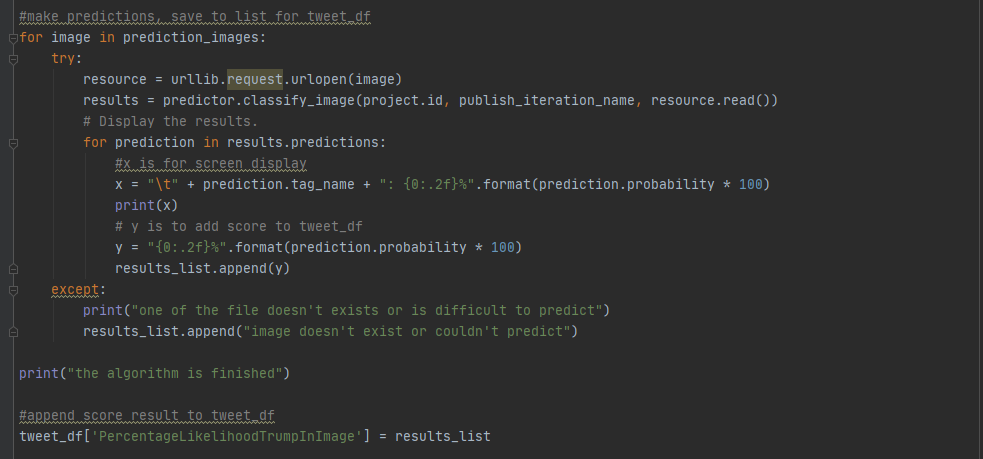 #make predictions, save to list for tweet_df
for image in prediction_images:
    try:
        resource = urllib.request.urlopen(image)
        results = predictor.classify_image(project.id, publish_iteration_name, resource.read())
        # Display the results.
        for prediction in results.predictions:
            #x is for screen display
            x = "\t" + prediction.tag_name + ": {0:.2f}%".format(prediction.probability * 100)
            print(x)
            # y is to add score to tweet_df
            y = "{0:.2f}%".format(prediction.probability * 100)
            results_list.append(y)
    except:
        print("one of the file doesn't exists or is difficult to predict")
        results_list.append("image doesn't exist or couldn't predict")

print("the algorithm is finished")

#append score result to tweet_df
tweet_df['PercentageLikelihoodTrumpInImage'] = results_list